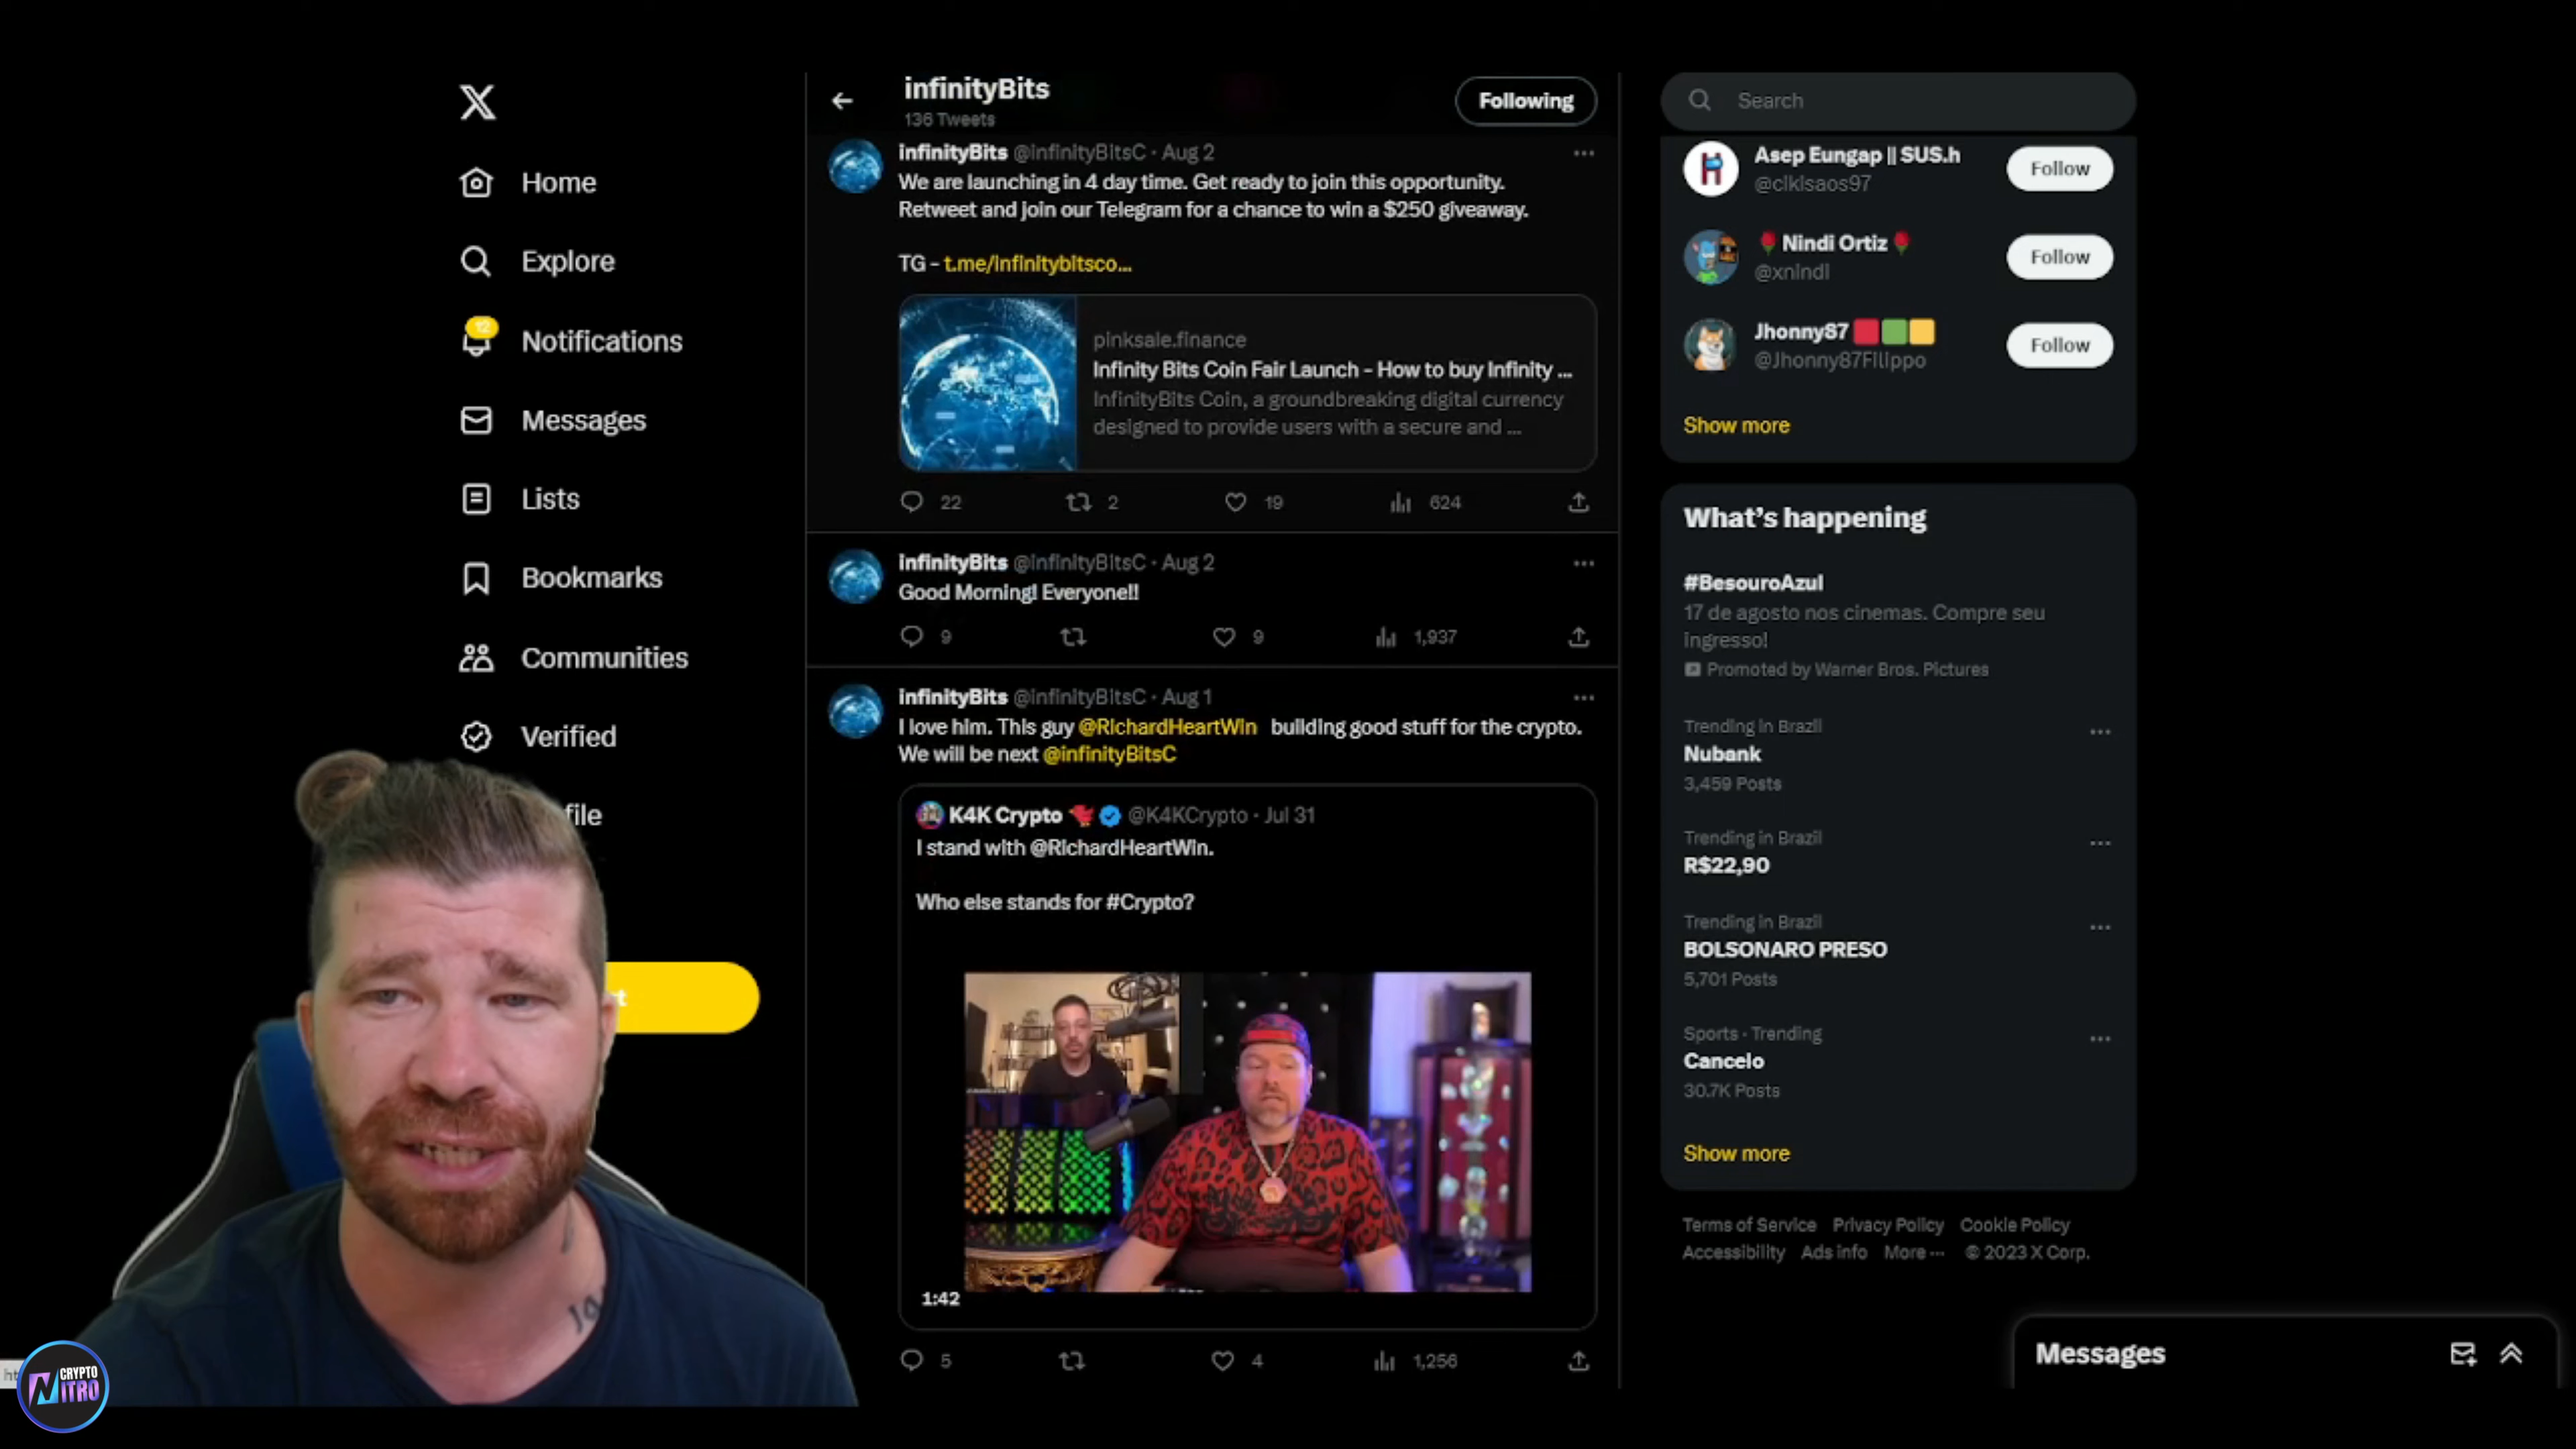 Home
Explore
12
Notifications
Messages
Lists
Bookmarks
Communities
Verified
file
t
infinityBits
136 Tweets
Following
infinityBits @infinityBitsC · Aug 2
We are launching in 4 day time. Get ready to join this opportunity.
Retweet and join our Telegram for a chance to win a $250 giveaway.
TG - t.me/infinitybitsco...
pinksale.finance
Infinity Bits Coin Fair Launch - How to buy Infinity ...
InfinityBits Coin, a groundbreaking digital currency
designed to provide users with a secure and ...
22 2 19 624
infinityBits @infinityBitsC · Aug 2
Good Morning! Everyone!!
9 9 1,937
infinityBits @infinityBitsC · Aug 1
I love him. This guy @RichardHeartWin building good stuff for the crypto.
We will be next @infinityBitsC
K4K Crypto @K4KCrypto · Jul 31
I stand with @RichardHeartWin.
Who else stands for #Crypto?
1:42
5 4 1,256
Search
Asep Eungap || SUS.h
@clklsaos97
Follow
Nindi Ortiz
@xnindi
Follow
Jhonny87
@Jhonny87Filippo
Follow
Show more
What's happening
#BesouroAzul
17 de agosto nos cinemas. Compre seu
ingresso!
Promoted by Warner Bros. Pictures
Trending in Brazil
Nubank
3,459 Posts
Trending in Brazil
R$22,90
Trending in Brazil
BOLSONARO PRESO
5,701 Posts
Sports · Trending
Cancelo
30.7K Posts
Show more
Terms of Service Privacy Policy Cookie Policy
Accessibility Ads info More ... © 2023 X Corp.
Messages
CRYPTO
NITRO